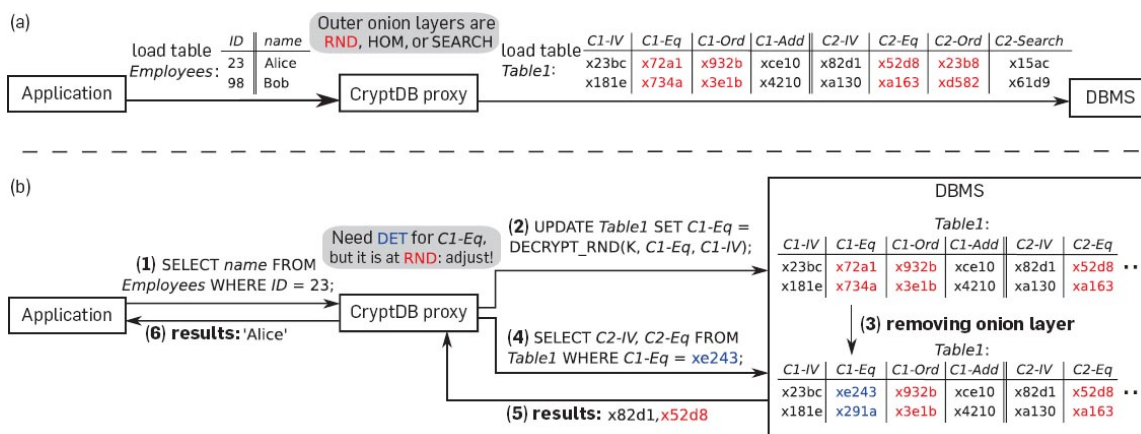 (a)
Outer onion layers are
RND, HOM, or SEARCH
load table
Employees:
ID name
23 Alice
98 Bob
load table
Table1:
C1-IV C1-Eq C1-Ord C1-Add C2-IV C2-Eq C2-Ord C2-Search
x23bc x72a1 x932b xce10 x82d1 x52d8 x23b8 x15ac
x181e x734a x3e1b x4210 xa130 xa163 xd582 x61d9
Application
CryptDB proxy
DBMS
(b)
DBMS
Need DET for C1-Eq,
but it is at RND: adjust!
(1) SELECT name FROM
Employees WHERE ID = 23;
Application
(6) results: 'Alice'
CryptDB proxy
(2) UPDATE Table1 SET C1-Eq =
DECRYPT_RND(K, C1-Eq, C1-IV);
(4) SELECT C2-IV, C2-Eq FROM
Table1 WHERE C1-Eq = xe243;
(5) results: x82d1,x52d8
Table1:
C1-IV C1-Eq C1-Ord C1-Add C2-IV C2-Eq
x23bc x72a1 x932b xce10 x82d1 x52d8 ...
x181e x734a x3e1b x4210 xa130 xa163
(3) removing onion layer
Table1:
C1-IV C1-Eq C1-Ord C1-Add C2-IV C2-Eq
x23bc xe243 x932b xce10 x82d1 x52d8 ...
x181e x291a x3e1b x4210 xa130 xa163